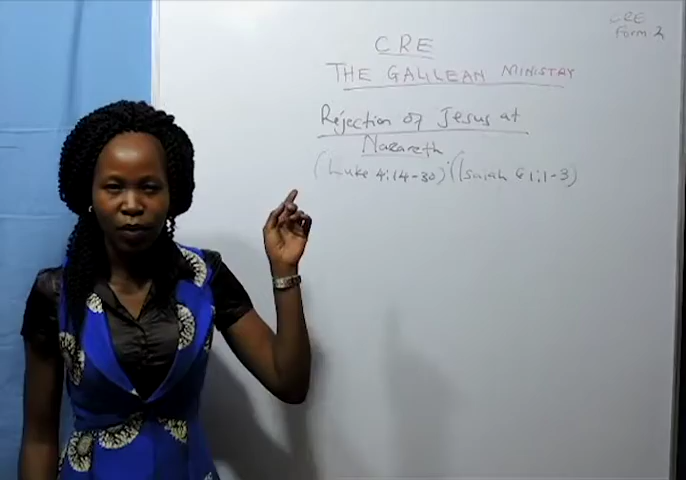 CRE
Form 2
CRE
THE GALILEAN MINISTRY
Rejection of Jesus at
Nazareth
(Luke 4:14-30) (Isaiah 61:1-3)